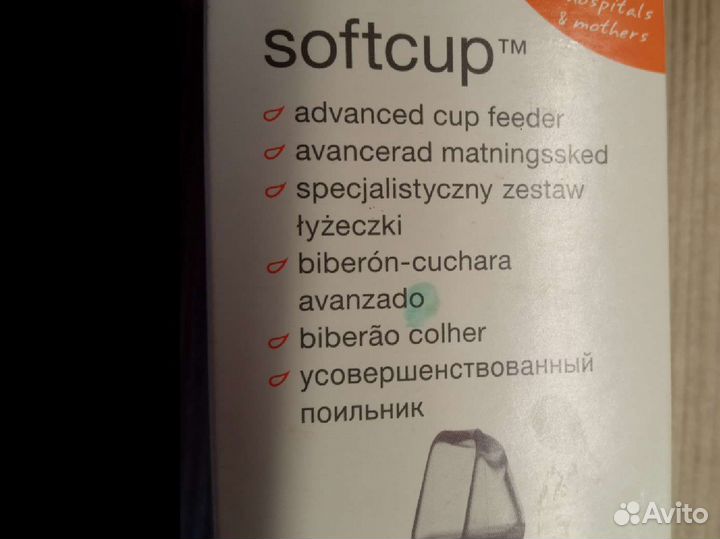 hospitals
& mothers
softcup™
advanced cup feeder
avancerad matningssked
specjalistyczny zestaw
łyżeczki
biberón-cuchara
avanzado
biberão colher
усовершенствованный
поильник
Avito